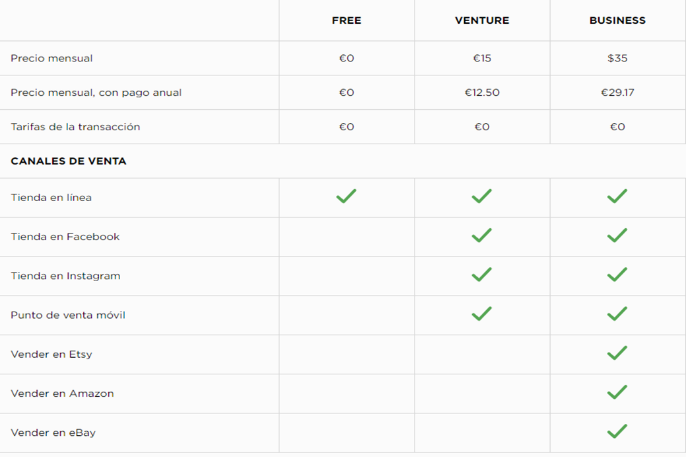 FREE VENTURE BUSINESS
Precio mensual €0 €15 $35
Precio mensual, con pago anual €0 €12.50 €29.17
Tarifas de la transacción €0 €0 €0
CANALES DE VENTA
Tienda en línea
Tienda en Facebook
Tienda en Instagram
Punto de venta móvil
Vender en Etsy
Vender en Amazon
Vender en eBay